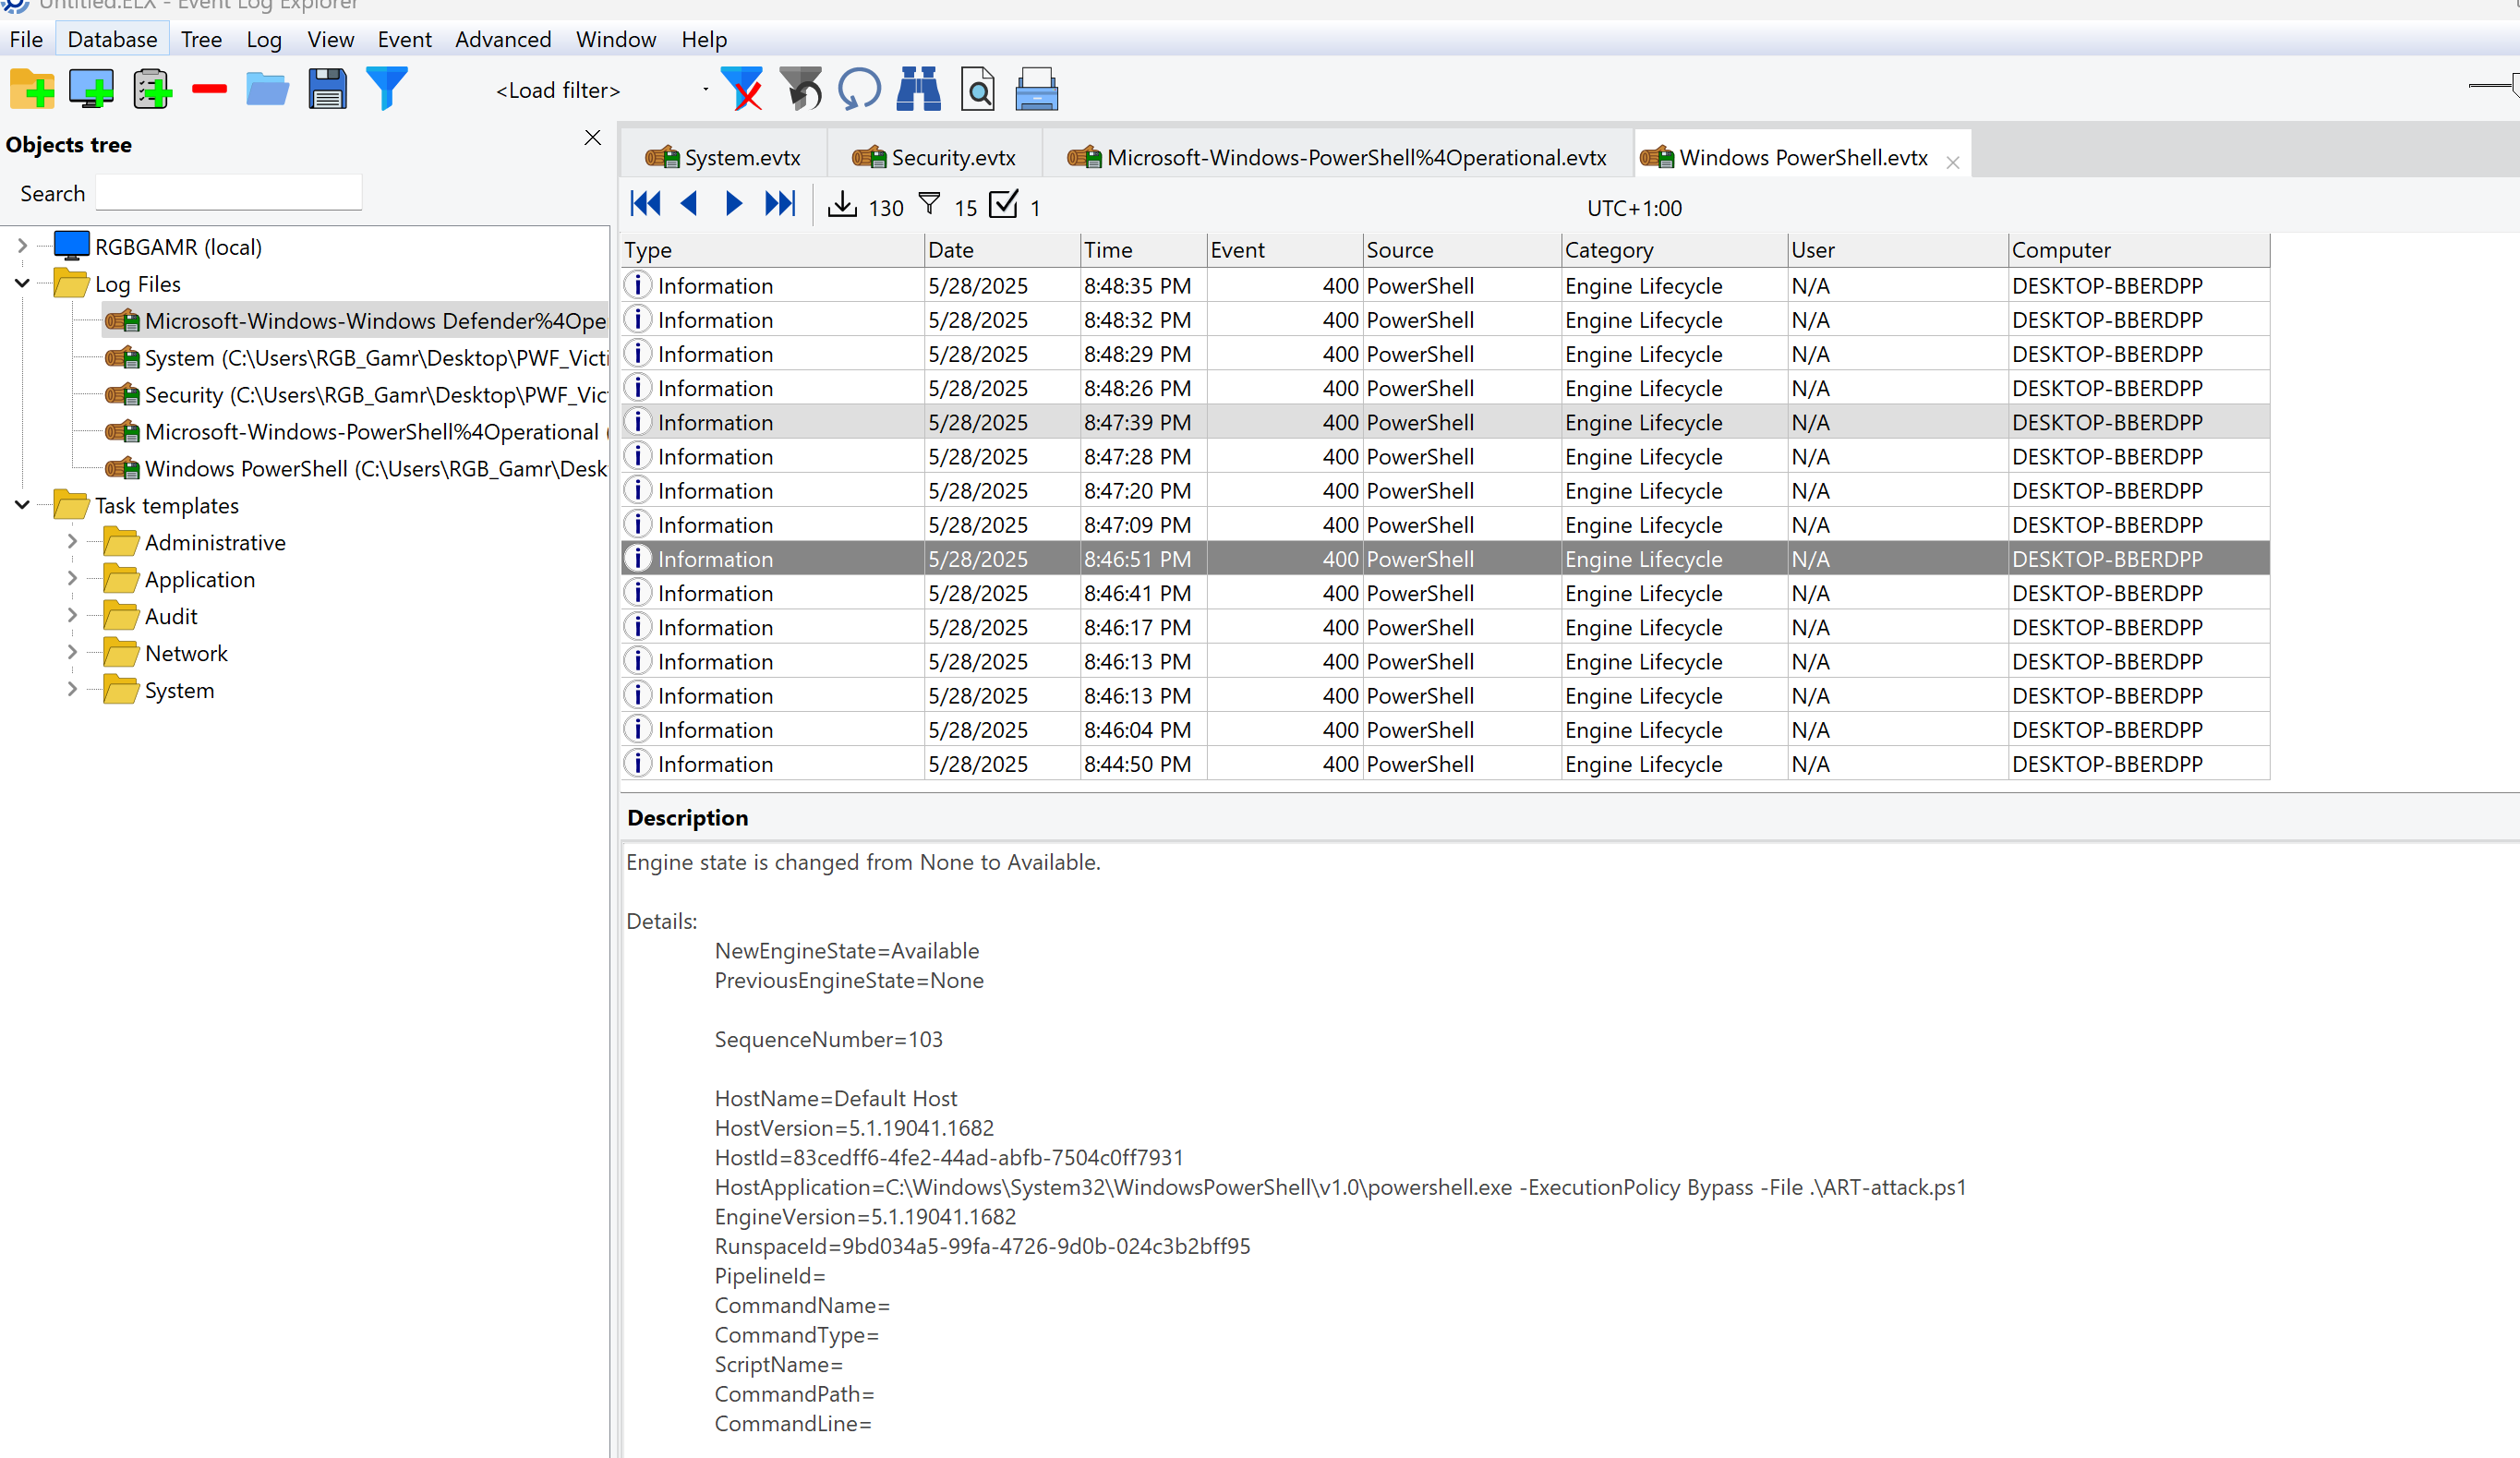 Untitled.ELX - Event Log Explorer
File Database Tree Log View Event Advanced Window Help
<Load filter>
Objects tree
Search
RGBGAMR (local)
Log Files
Microsoft-Windows-Windows Defender%4Ope
System (C:\Users\RGB_Gamr\Desktop\PWF_Victi
Security (C:\Users\RGB_Gamr\Desktop\PWF_Vic
Microsoft-Windows-PowerShell%4Operational (
Windows PowerShell (C:\Users\RGB_Gamr\Desk
Task templates
Administrative
Application
Audit
Network
System
System.evtx Security.evtx Microsoft-Windows-PowerShell%4Operational.evtx Windows PowerShell.evtx
130 15 1 UTC+1:00
Type Date Time Event Source Category User Computer
Information 5/28/2025 8:48:35 PM 400 PowerShell Engine Lifecycle N/A DESKTOP-BBERDPP
Information 5/28/2025 8:48:32 PM 400 PowerShell Engine Lifecycle N/A DESKTOP-BBERDPP
Information 5/28/2025 8:48:29 PM 400 PowerShell Engine Lifecycle N/A DESKTOP-BBERDPP
Information 5/28/2025 8:48:26 PM 400 PowerShell Engine Lifecycle N/A DESKTOP-BBERDPP
Information 5/28/2025 8:47:39 PM 400 PowerShell Engine Lifecycle N/A DESKTOP-BBERDPP
Information 5/28/2025 8:47:28 PM 400 PowerShell Engine Lifecycle N/A DESKTOP-BBERDPP
Information 5/28/2025 8:47:20 PM 400 PowerShell Engine Lifecycle N/A DESKTOP-BBERDPP
Information 5/28/2025 8:47:09 PM 400 PowerShell Engine Lifecycle N/A DESKTOP-BBERDPP
Information 5/28/2025 8:46:51 PM 400 PowerShell Engine Lifecycle N/A DESKTOP-BBERDPP
Information 5/28/2025 8:46:41 PM 400 PowerShell Engine Lifecycle N/A DESKTOP-BBERDPP
Information 5/28/2025 8:46:17 PM 400 PowerShell Engine Lifecycle N/A DESKTOP-BBERDPP
Information 5/28/2025 8:46:13 PM 400 PowerShell Engine Lifecycle N/A DESKTOP-BBERDPP
Information 5/28/2025 8:46:13 PM 400 PowerShell Engine Lifecycle N/A DESKTOP-BBERDPP
Information 5/28/2025 8:46:04 PM 400 PowerShell Engine Lifecycle N/A DESKTOP-BBERDPP
Information 5/28/2025 8:44:50 PM 400 PowerShell Engine Lifecycle N/A DESKTOP-BBERDPP
Description
Engine state is changed from None to Available.
Details:
NewEngineState=Available
PreviousEngineState=None
SequenceNumber=103
HostName=Default Host
HostVersion=5.1.19041.1682
HostId=83cedff6-4fe2-44ad-abfb-7504c0ff7931
HostApplication=C:\Windows\System32\WindowsPowerShell\v1.0\powershell.exe -ExecutionPolicy Bypass -File .\ART-attack.ps1
EngineVersion=5.1.19041.1682
RunspaceId=9bd034a5-99fa-4726-9d0b-024c3b2bff95
PipelineId=
CommandName=
CommandType=
ScriptName=
CommandPath=
CommandLine=